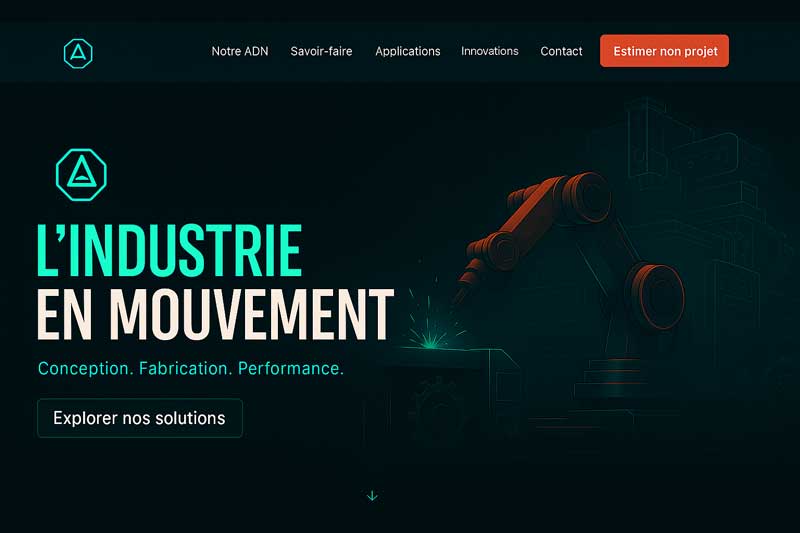 Notre ADN Savoir-faire Applications Innovations Contact Estimer non projet
L'INDUSTRIE
EN MOUVEMENT
Conception. Fabrication. Performance.
Explorer nos solutions